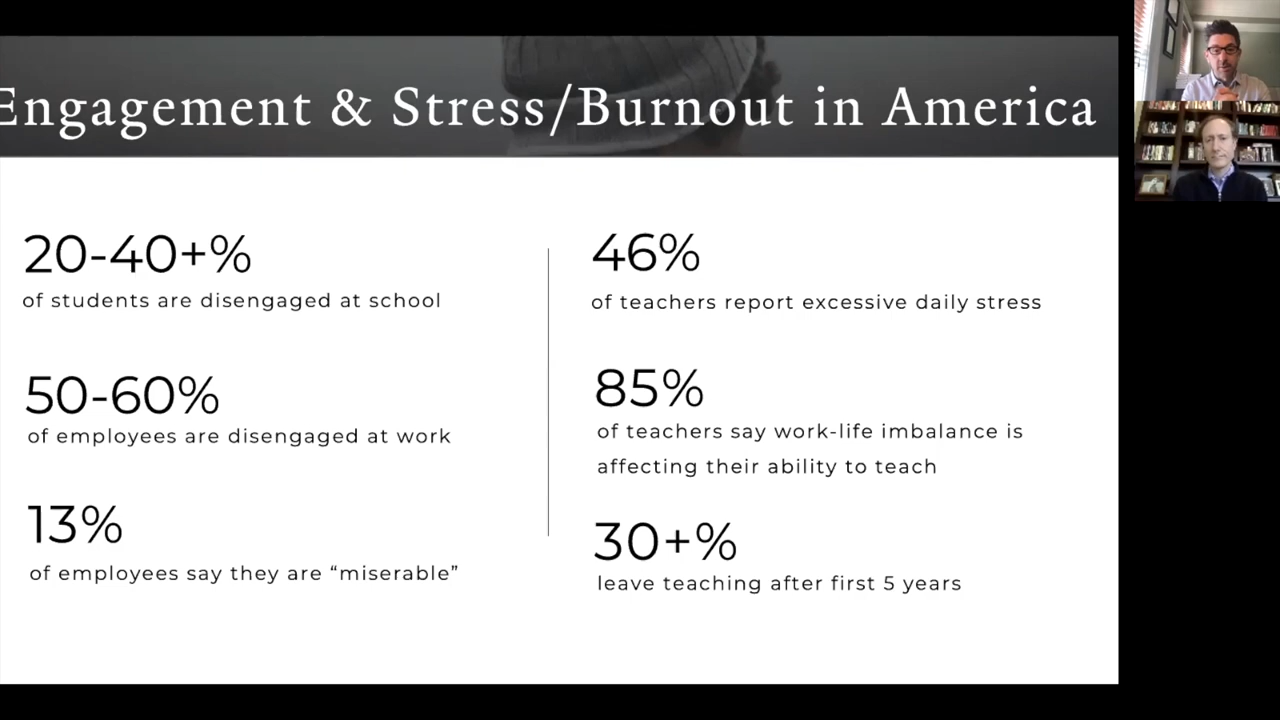 Engagement & Stress/Burnout in America
20-40+%
of students are disengaged at school
50-60%
of employees are disengaged at work
13%
of employees say they are “miserable”
46%
of teachers report excessive daily stress
85%
of teachers say work-life imbalance is
affecting their ability to teach
30+%
leave teaching after first 5 years